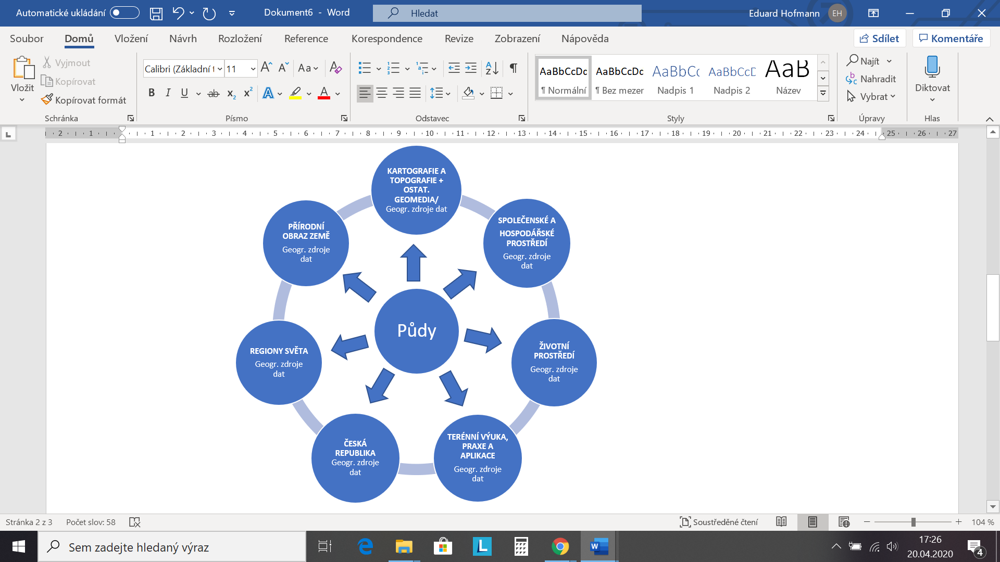 Automatické ukládání
Dokument6 - Word
Hledat
Eduard Hofmann
EH
Soubor
Domů
Vložení
Návrh
Rozložení
Reference
Korespondence
Revize
Zobrazení
Nápověda
Sdílet
Komentáře
Vložit
Vyjmout
Kopírovat
Kopírovat formát
Schránka
Calibri (Základní t
11
Aa
B I U ab x₂ x² A A
Písmo
Odstavec
AaBbCcDc
¶ Normální
AaBbCcDc
¶ Bez mezer
AaBbCc
Nadpis 1
AaBbCcD
Nadpis 2
AaB
Název
Styly
Najít
Nahradit
Vybrat
Úpravy
Diktovat
Hlas
2 1 1 2 3 4 5 6 7 8 9 10 11 12 13 14 15 16 17 18 19 20 21 22 23 24 25 26 27
KARTOGRAFIE A
TOPOGRAFIE +
OSTAT.
GEOMEDIA/
Geogr. zdroje dat
SPOLEČENSKÉ A
HOSPODÁŘSKÉ
PROSTŘEDÍ
Geogr. zdroje
dat
ŽIVOTNÍ
PROSTŘEDÍ
Geogr. zdroje
dat
TERÉNNÍ VÝUKA,
PRAXE A
APLIKACE
Geogr. zdroje
dat
ČESKÁ
REPUBLIKA
Geogr. zdroje
dat
REGIONY SVĚTA
Geogr. zdroje
dat
PŘÍRODNÍ
OBRAZ ZEMĚ
Geogr. zdroje
dat
Půdy
Stránka 2 z 3
Počet slov: 58
Soustředěné čtení
104 %
Sem zadejte hledaný výraz
17:26
20.04.2020
4